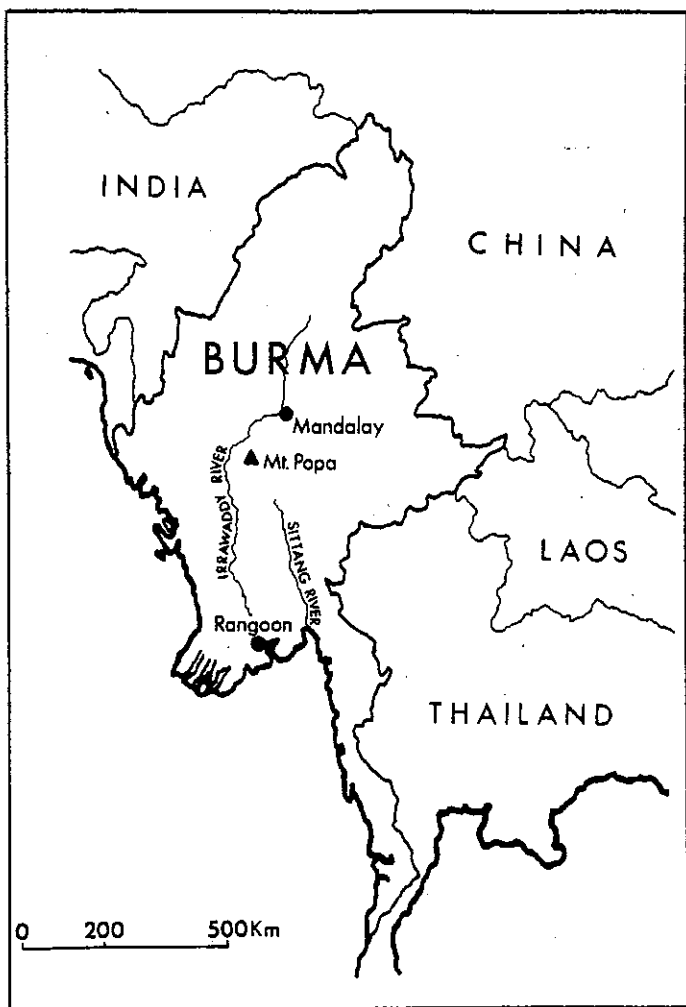 INDIA
CHINA
BURMA
Mandalay
Mt. Popa
IRRAWADDY RIVER
SITTANG RIVER
LAOS
Rangoon
THAILAND
0 200 500Km